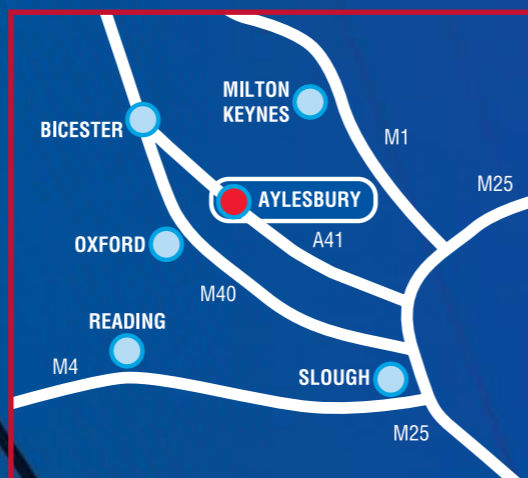 MILTON
KEYNES
BICESTER
M1
M25
AYLESBURY
A41
OXFORD
M40
READING
M4
SLOUGH
M25